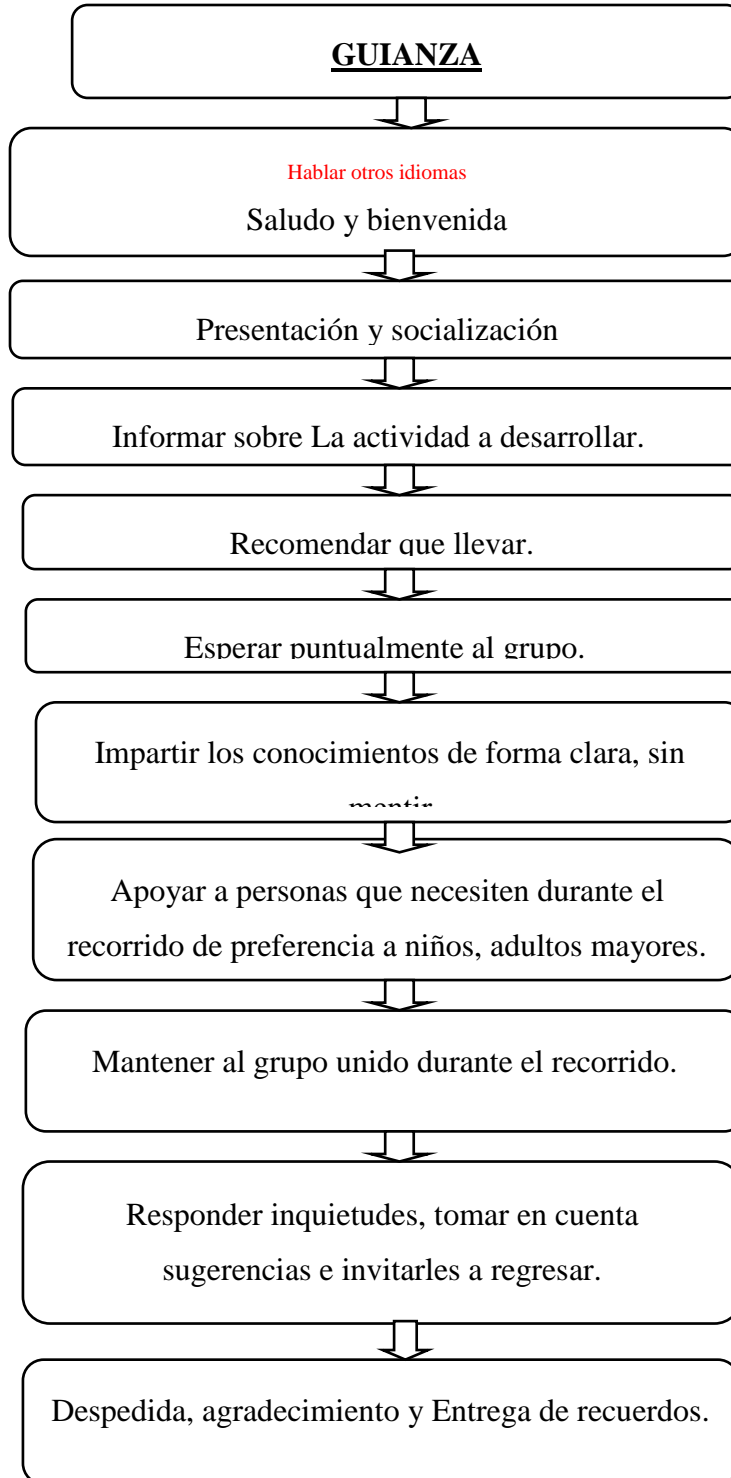 GUIANZA
Hablar otros idiomas
Saludo y bienvenida
Presentación y socialización
Informar sobre La actividad a desarrollar.
Recomendar que llevar.
Esperar puntualmente al grupo.
Impartir los conocimientos de forma clara, sin
mentir
Apoyar a personas que necesiten durante el
recorrido de preferencia a niños, adultos mayores.
Mantener al grupo unido durante el recorrido.
Responder inquietudes, tomar en cuenta
sugerencias e invitarles a regresar.
Despedida, agradecimiento y Entrega de recuerdos.